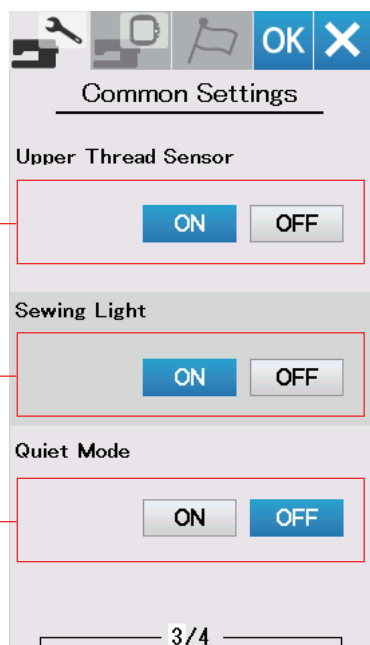 OK
Common Settings
Upper Thread Sensor
ON OFF
Sewing Light
ON OFF
Quiet Mode
ON OFF
3/4